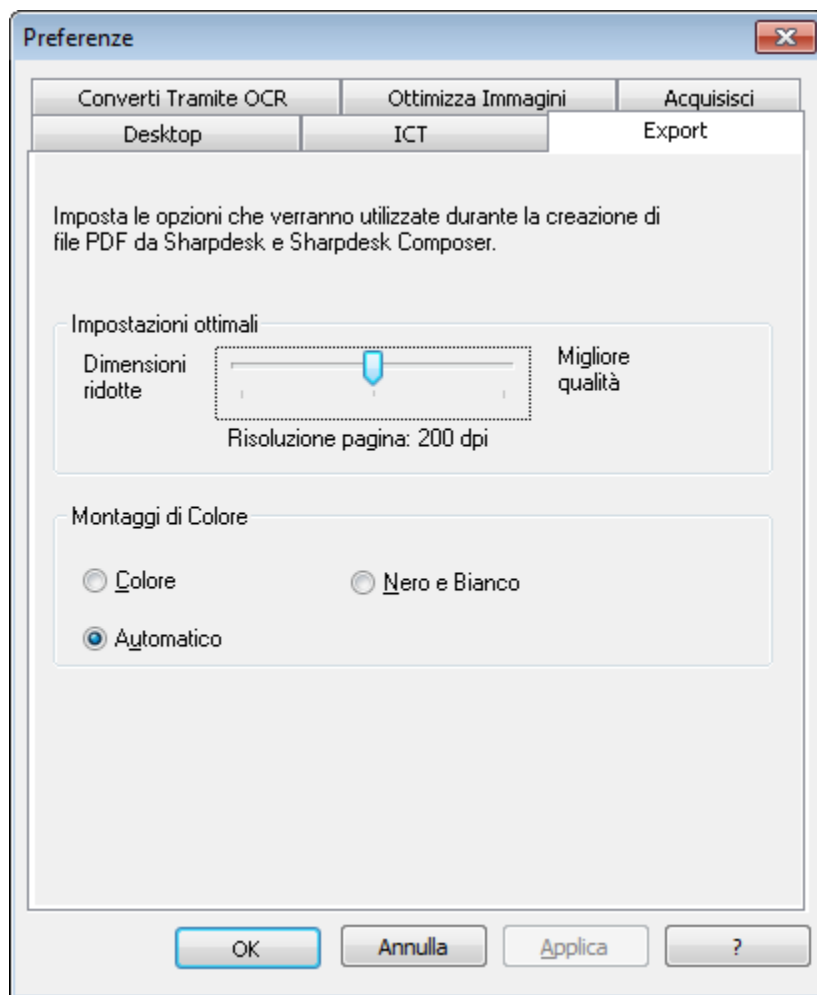 Preferenze
Converti Tramite OCR
Ottimizza Immagini
Acquisisci
Desktop
ICT
Export
Imposta le opzioni che verranno utilizzate durante la creazione di
file PDF da Sharpdesk e Sharpdesk Composer.
Impostazioni ottimali
Dimensioni
ridotte
Migliore
qualità
Risoluzione pagina: 200 dpi
Montaggi di Colore
Colore
Nero e Bianco
Automatico
OK
Annulla
Applica
?